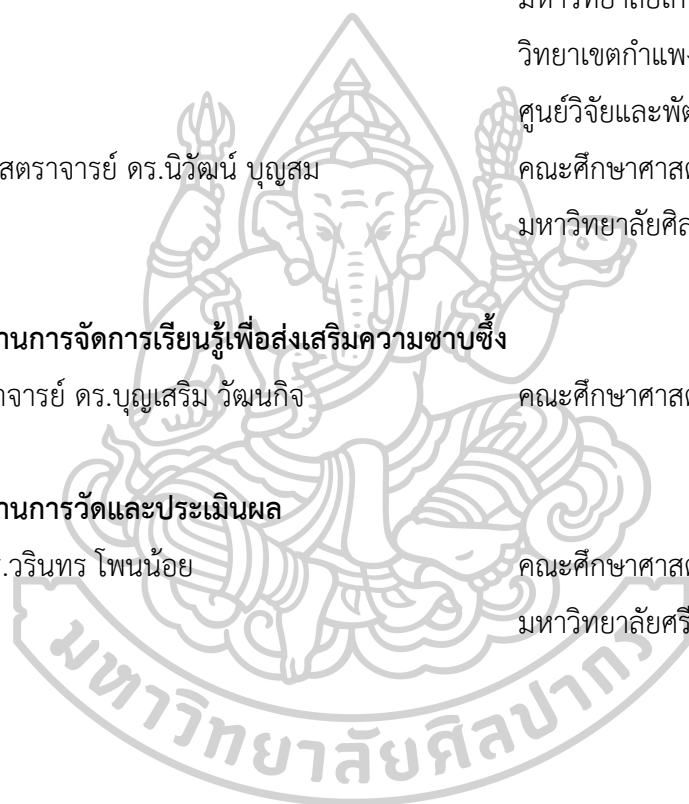 วิทยาเขตกำแพง
ศูนย์วิจัยและพัฒ
สตราจารย์ ดร.นิวัฒน์ บุญสม คณะศึกษาศาสต
มหาวิทยาลัยศิล
านการจัดการเรียนรู้เพื่อส่งเสริมความซาบซึ้ง
าจารย์ ดร.บุญเสริม วัฒนกิจ คณะศึกษาศาสต
านการวัดและประเมินผล
.วรินทร โพนน้อย คณะศึกษาศาสต
มหาวิทยาลัยศรี
มหาวิทยาลัยศิลปากร